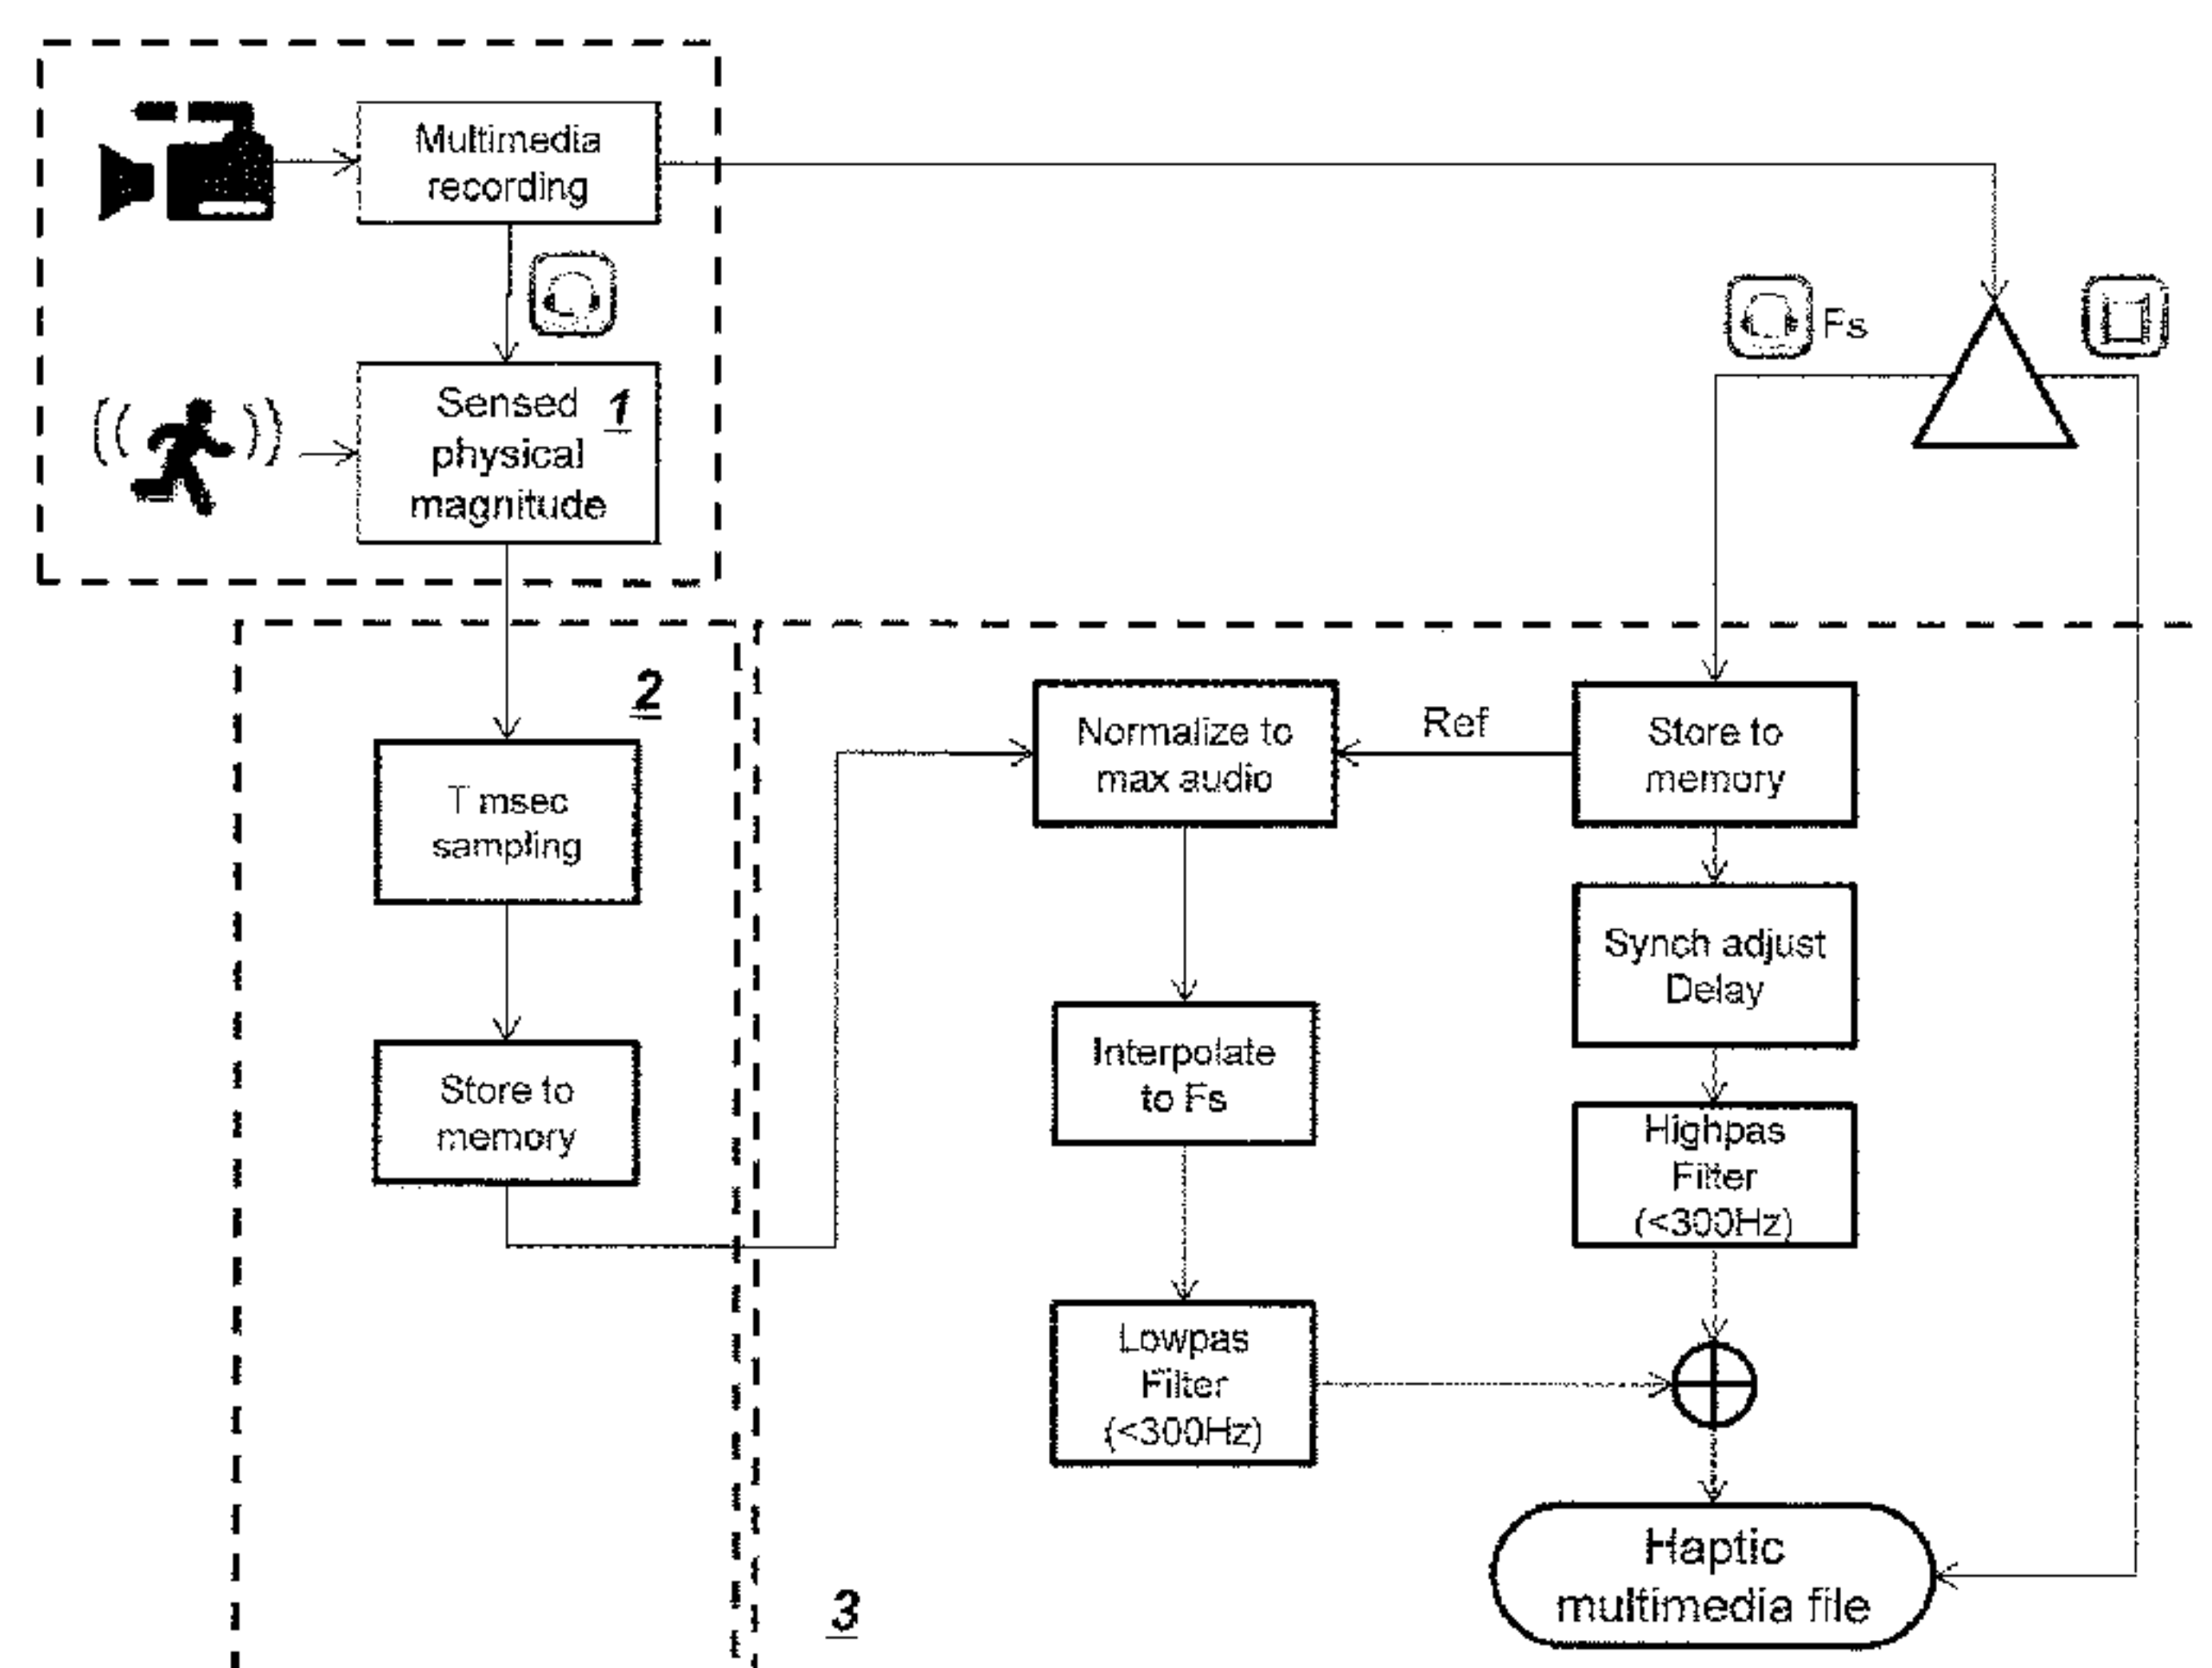 Multimedia
recording
Fs
Sensed 1
physical
magnitude
2
Normalize to
max audio
Ref
Store to
memory
T msec
sampling
Synch adjust
Delay
Interpolate
to Fs
Store to
memory
Highpas
Filter
(<300Hz)
Lowpas
Filter
(<300Hz)
Haptic
multimedia file
3